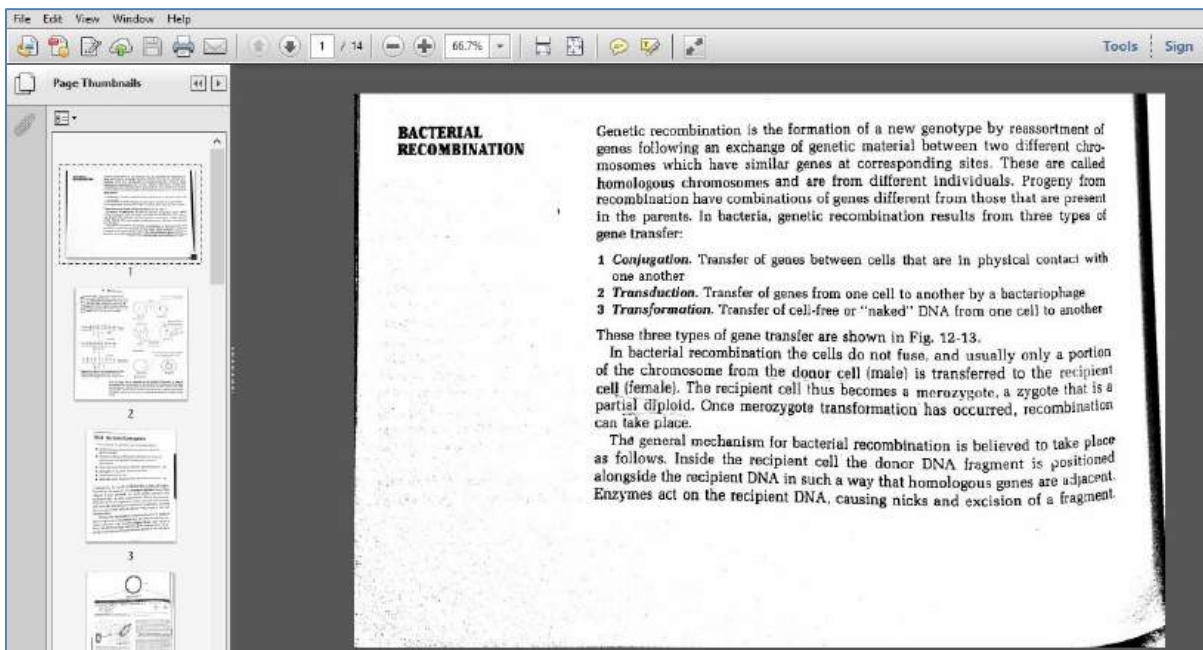 File Edit View Window Help
1 / 14 66.7% Tools Sign
Page Thumbnails
1
2
3
BACTERIAL
RECOMBINATION
Genetic recombination is the formation of a new genotype by reassortment of
genes following an exchange of genetic material between two different chro-
mosomes which have similar genes at corresponding sites. These are called
homologous chromosomes and are from different individuals. Progeny from
recombination have combinations of genes different from those that are present
in the parents. In bacteria, genetic recombination results from three types of
gene transfer:
1 Conjugation. Transfer of genes between cells that are in physical contact with
one another
2 Transduction. Transfer of genes from one cell to another by a bacteriophage
3 Transformation. Transfer of cell-free or "naked" DNA from one cell to another
These three types of gene transfer are shown in Fig. 12-13.
In bacterial recombination the cells do not fuse, and usually only a portion
of the chromosome from the donor cell (male) is transferred to the recipient
cell (female). The recipient cell thus becomes a merozygote, a zygote that is a
partial diploid. Once merozygote transformation has occurred, recombination
can take place.
The general mechanism for bacterial recombination is believed to take place
as follows. Inside the recipient cell the donor DNA fragment is positioned
alongside the recipient DNA in such a way that homologous genes are adjacent.
Enzymes act on the recipient DNA, causing nicks and excision of a fragment.